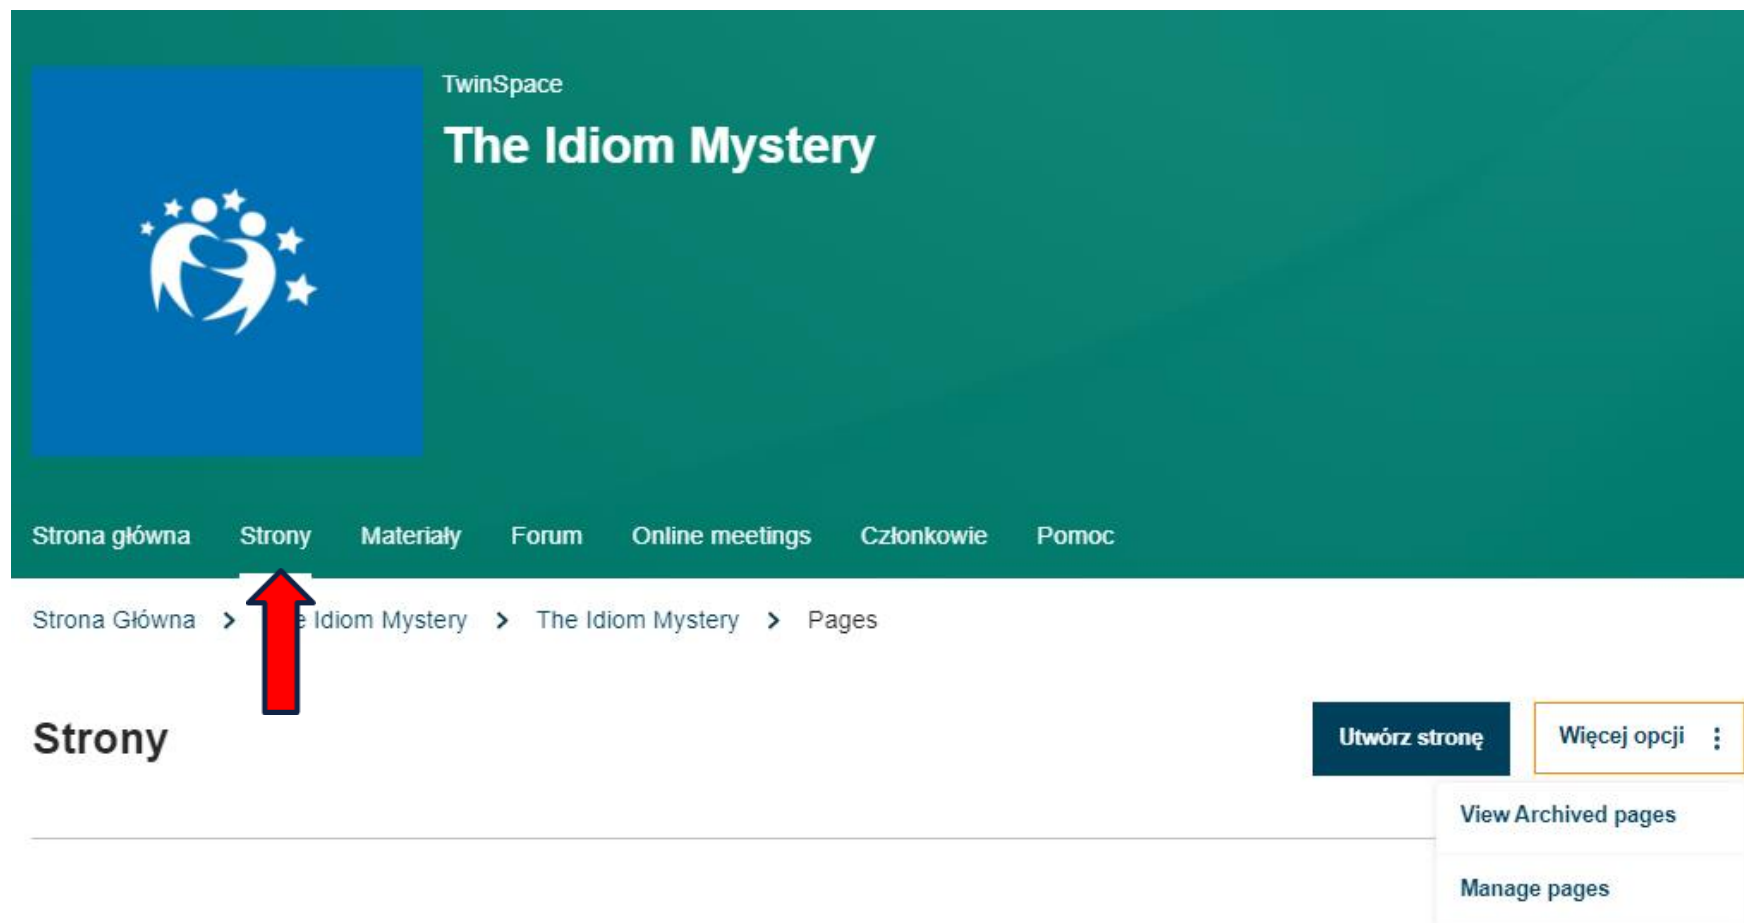 TwinSpace
The Idiom Mystery
Strona główna Strony Materiały Forum Online meetings Członkowie Pomoc
Strona Główna > e Idiom Mystery > The Idiom Mystery > Pages
Strony
Utwórz stronę Więcej opcji
View Archived pages
Manage pages